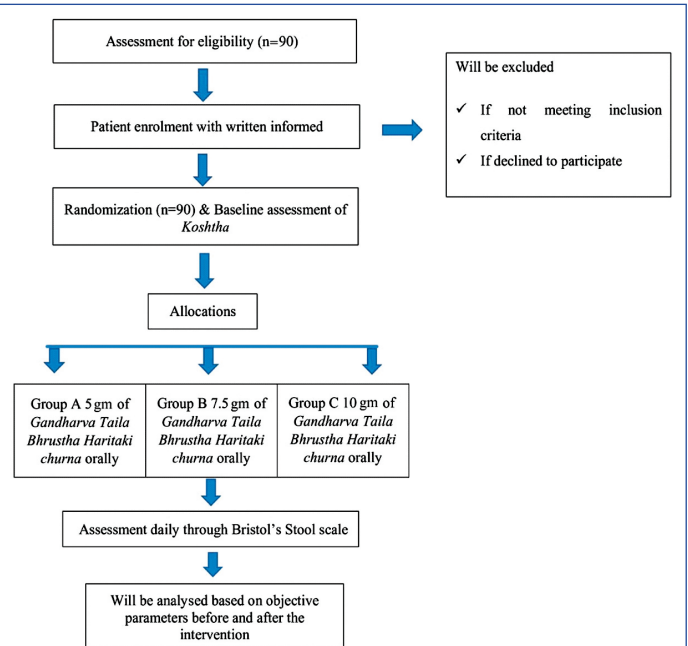 Assessment for eligibility (n=90)
Will be excluded
✓ If not meeting inclusion
criteria
✓ If declined to participate
Patient enrolment with written informed
Randomization (n=90) & Baseline assessment of
Koshtha
Allocations
Group A 5 gm of
Gandharva Taila
Bhrustha Haritaki
churna orally
Group B 7.5 gm of
Gandharva Taila
Bhrustha Haritaki
churna orally
Group C 10 gm of
Gandharva Taila
Bhrustha Haritaki
churna orally
Assessment daily through Bristol's Stool scale
Will be analysed based on objective
parameters before and after the
intervention